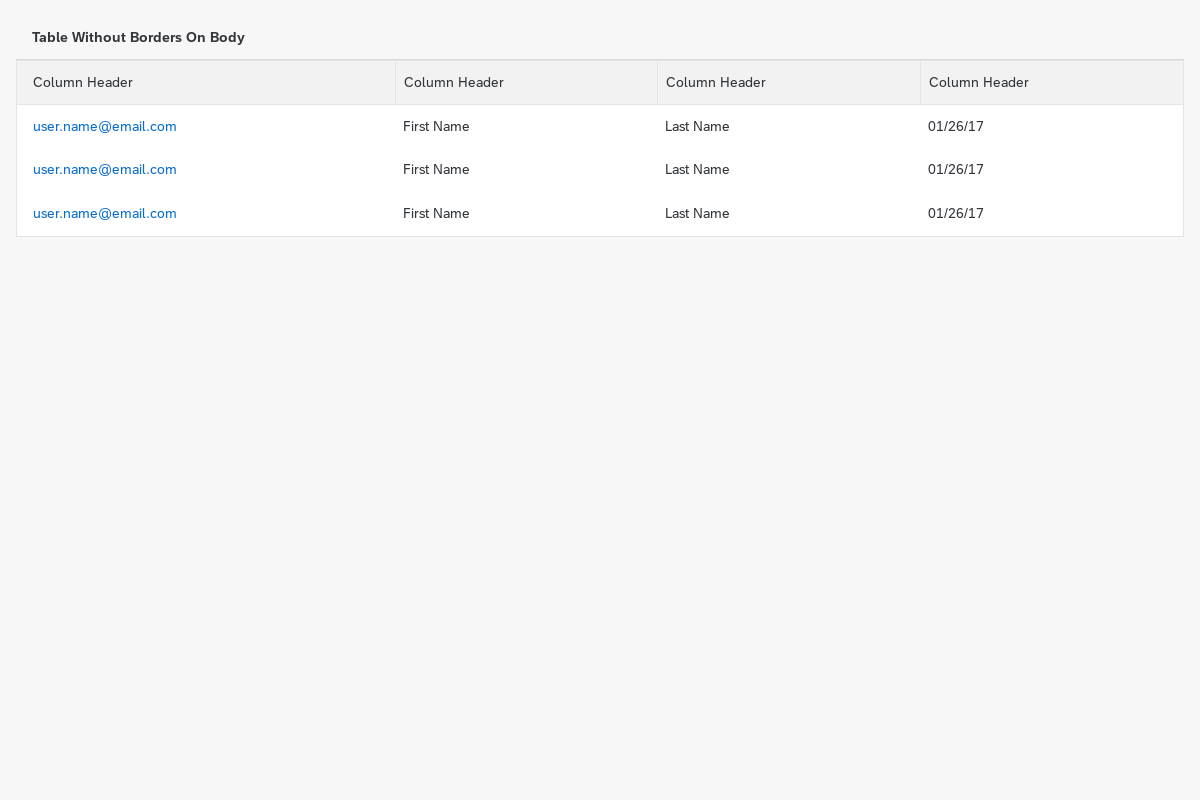 Table Without Borders On Body
Column Header Column Header Column Header Column Header
user.name@email.com First Name Last Name 01/26/17
user.name@email.com First Name Last Name 01/26/17
user.name@email.com First Name Last Name 01/26/17